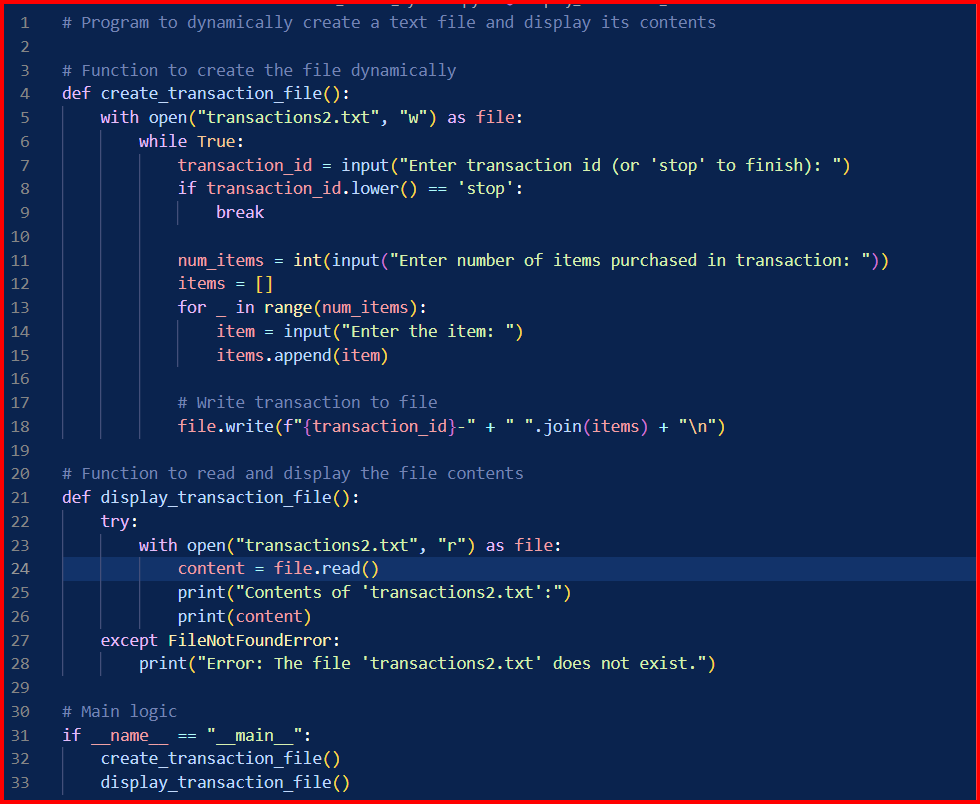 1 # Program to dynamically create a text file and display its contents
2
3 # Function to create the file dynamically
4 def create_transaction_file():
5     with open("transactions2.txt", "w") as file:
6         while True:
7             transaction_id = input("Enter transaction id (or 'stop' to finish): ")
8             if transaction_id.lower() == 'stop':
9                 break
10
11             num_items = int(input("Enter number of items purchased in transaction: "))
12             items = []
13             for _ in range(num_items):
14                 item = input("Enter the item: ")
15                 items.append(item)
16
17             # Write transaction to file
18             file.write(f"{transaction_id}-" + " ".join(items) + "\n")
19
20 # Function to read and display the file contents
21 def display_transaction_file():
22     try:
23         with open("transactions2.txt", "r") as file:
24             content = file.read()
25             print("Contents of 'transactions2.txt':")
26             print(content)
27     except FileNotFoundError:
28         print("Error: The file 'transactions2.txt' does not exist.")
29
30 # Main logic
31 if __name__ == "__main__":
32     create_transaction_file()
33     display_transaction_file()